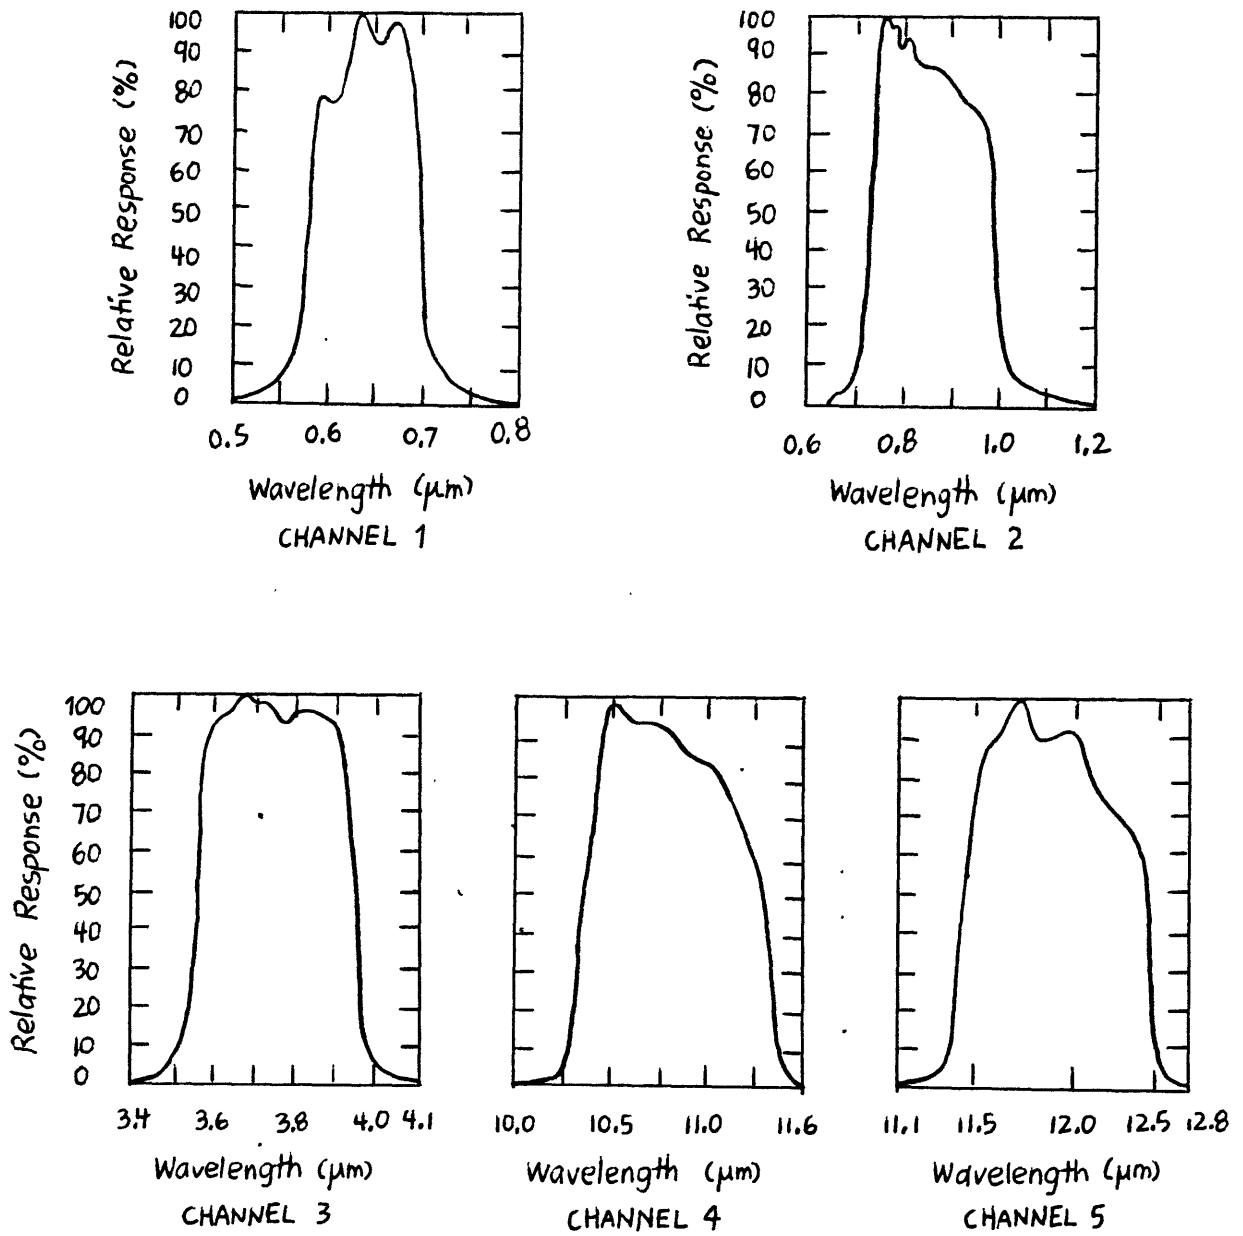 Relative Response (%)
100
90
80
70
60
50
40
30
20
10
0
0.5 0.6 0.7 0.8
Wavelength (μm)
CHANNEL 1
Relative Response (%)
100
90
80
70
60
50
40
30
20
10
0
0.6 0.8 1.0 1.2
Wavelength (μm)
CHANNEL 2
Relative Response (%)
100
90
80
70
60
50
40
30
20
10
0
3.4 3.6 3.8 4.0 4.1
Wavelength (μm)
CHANNEL 3
10.0 10.5 11.0 11.6
Wavelength (μm)
CHANNEL 4
11.1 11.5 12.0 12.5 12.8
Wavelength (μm)
CHANNEL 5